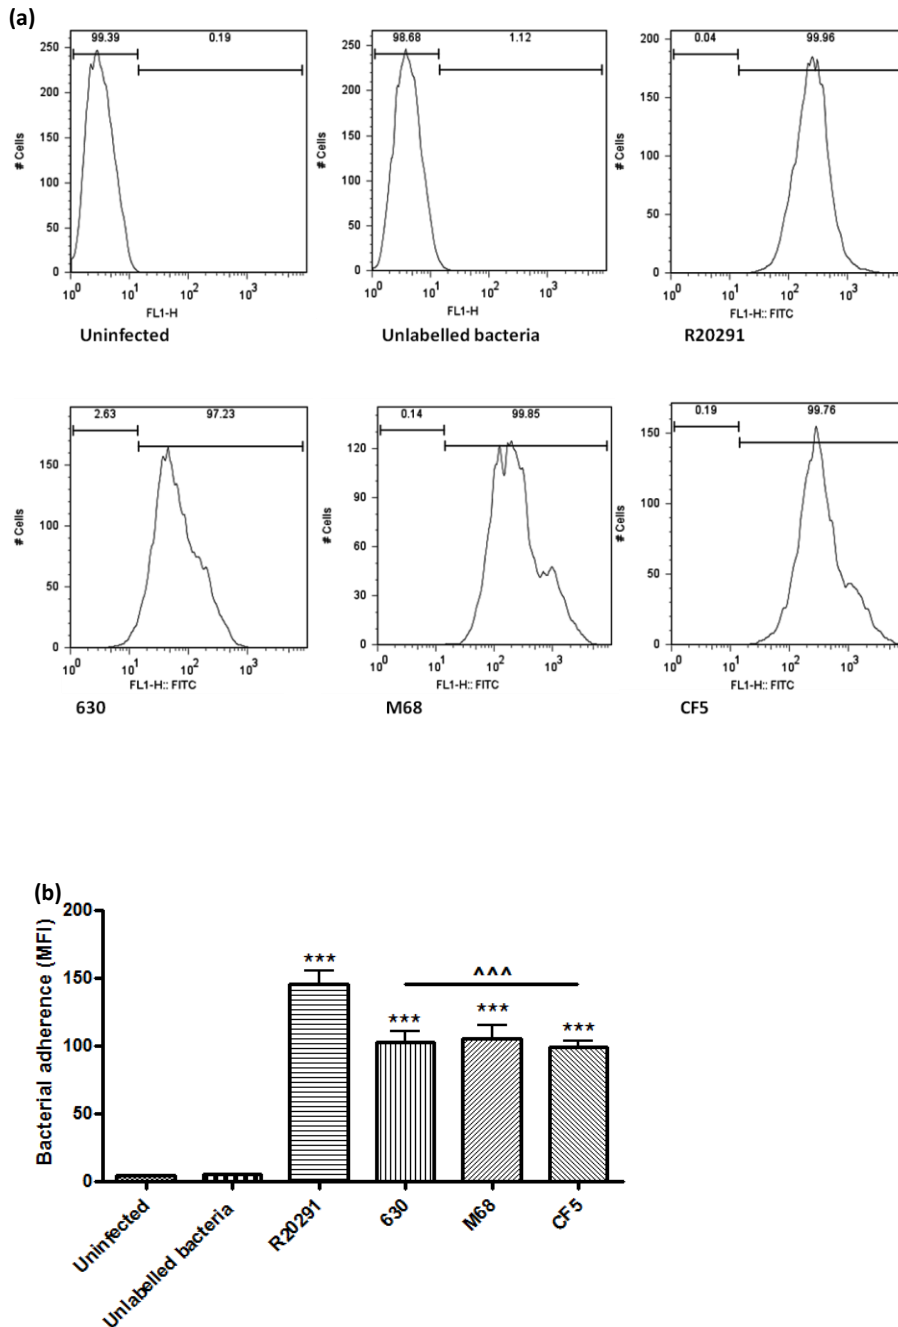 (a)
99.39 0.19
250
200
150
100
50
0
# Cells
10^0 10^1 10^2 10^3
FL1-H
Uninfected
98.68 1.12
250
200
150
100
50
0
# Cells
10^0 10^1 10^2 10^3
FL1-H
Unlabelled bacteria
0.04 99.96
200
150
100
50
0
# Cells
10^0 10^1 10^2 10^3
FL1-H:: FITC
R20291
2.63 97.23
150
100
50
0
# Cells
10^0 10^1 10^2 10^3
FL1-H:: FITC
630
0.14 99.85
120
90
60
30
0
# Cells
10^0 10^1 10^2 10^3
FL1-H:: FITC
M68
0.19 99.76
150
100
50
0
# Cells
10^0 10^1 10^2 10^3
FL1-H:: FITC
CF5
(b)
Bacterial adherence (MFI)
200
150
100
50
0
***
^^^
***
***
***
Uninfected
Unlabelled bacteria
R20291
630
M68
CF5